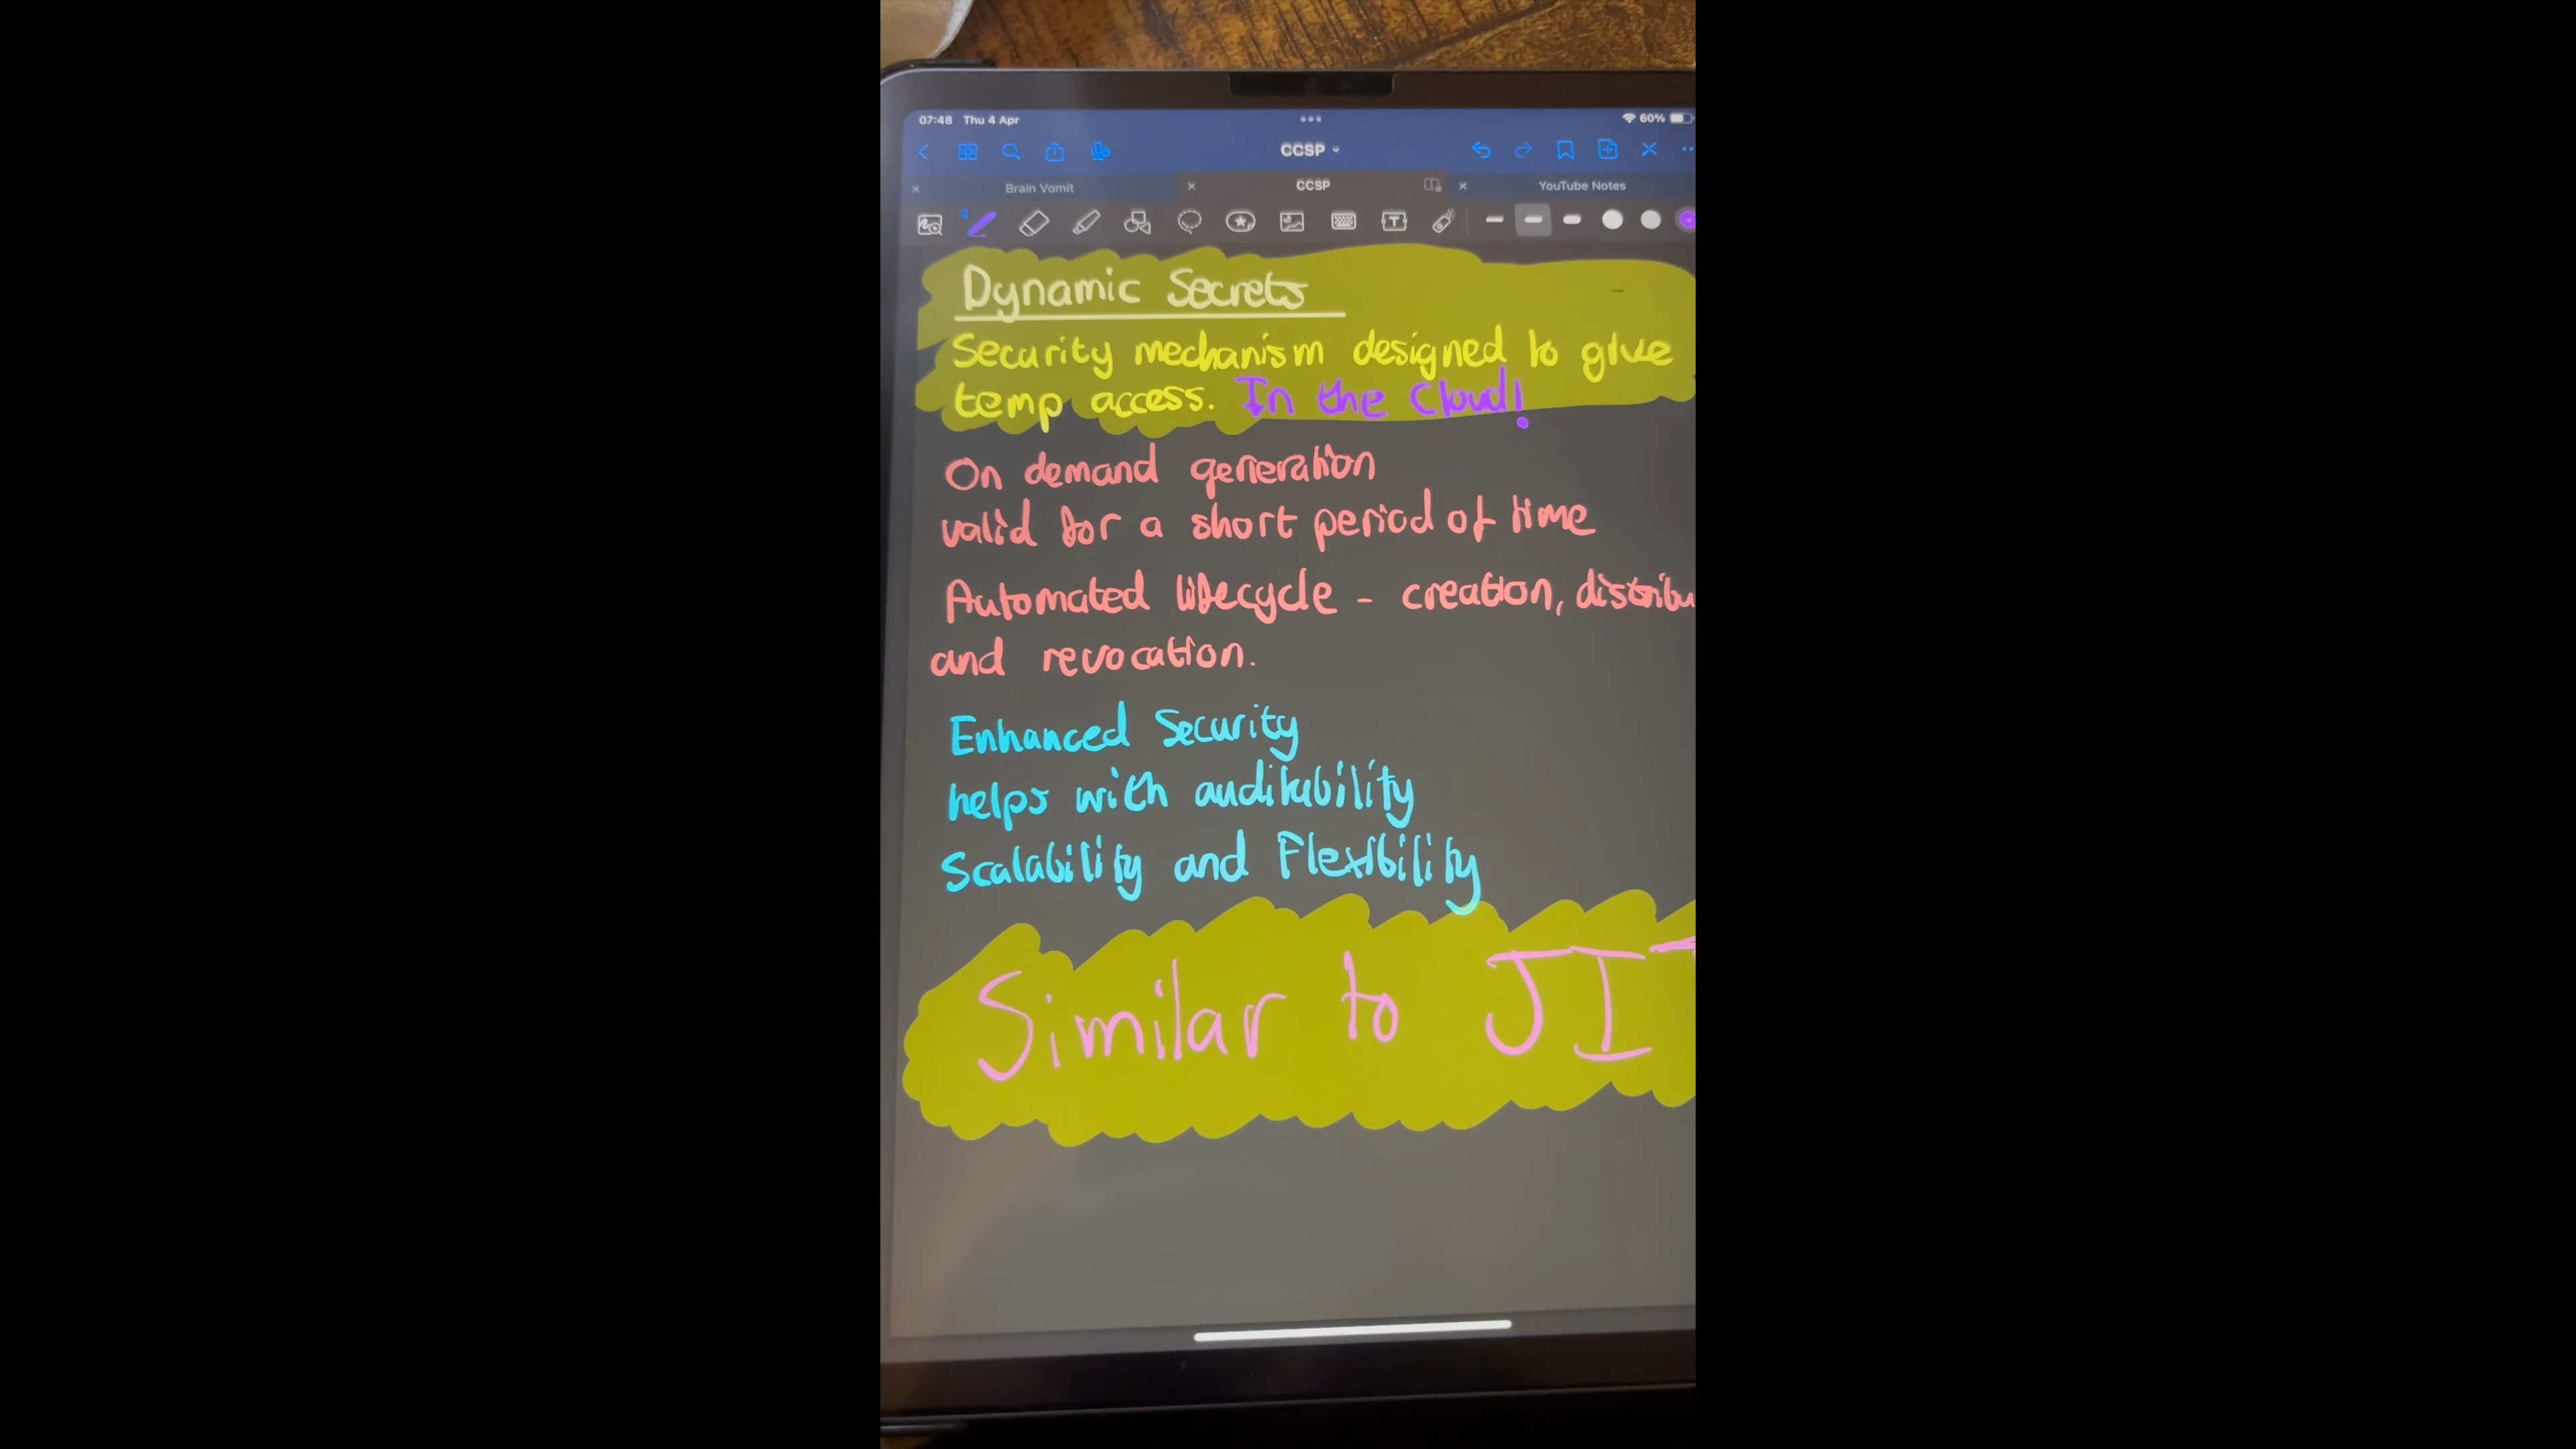 07:48 Thu 4 Apr
60%
CCSP
Brain Vomit
CCSP
YouTube Notes
Dynamic Secrets
Security mechanism designed to give
temp access. In the Cloud!
On demand generation
valid for a short period of time
Automated lifecycle - creation, distribu
and revocation.
Enhanced Security
helps with auditability
Scalability and Flexibility
Similar to JIT